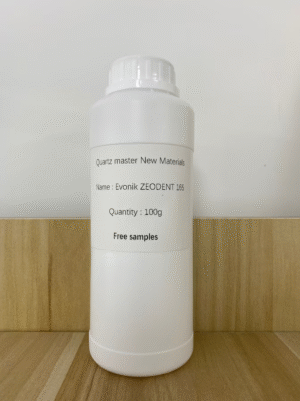 Quartz master New Materials
Name : Evonik ZEODENT 165
Quantity : 100g
Free samples